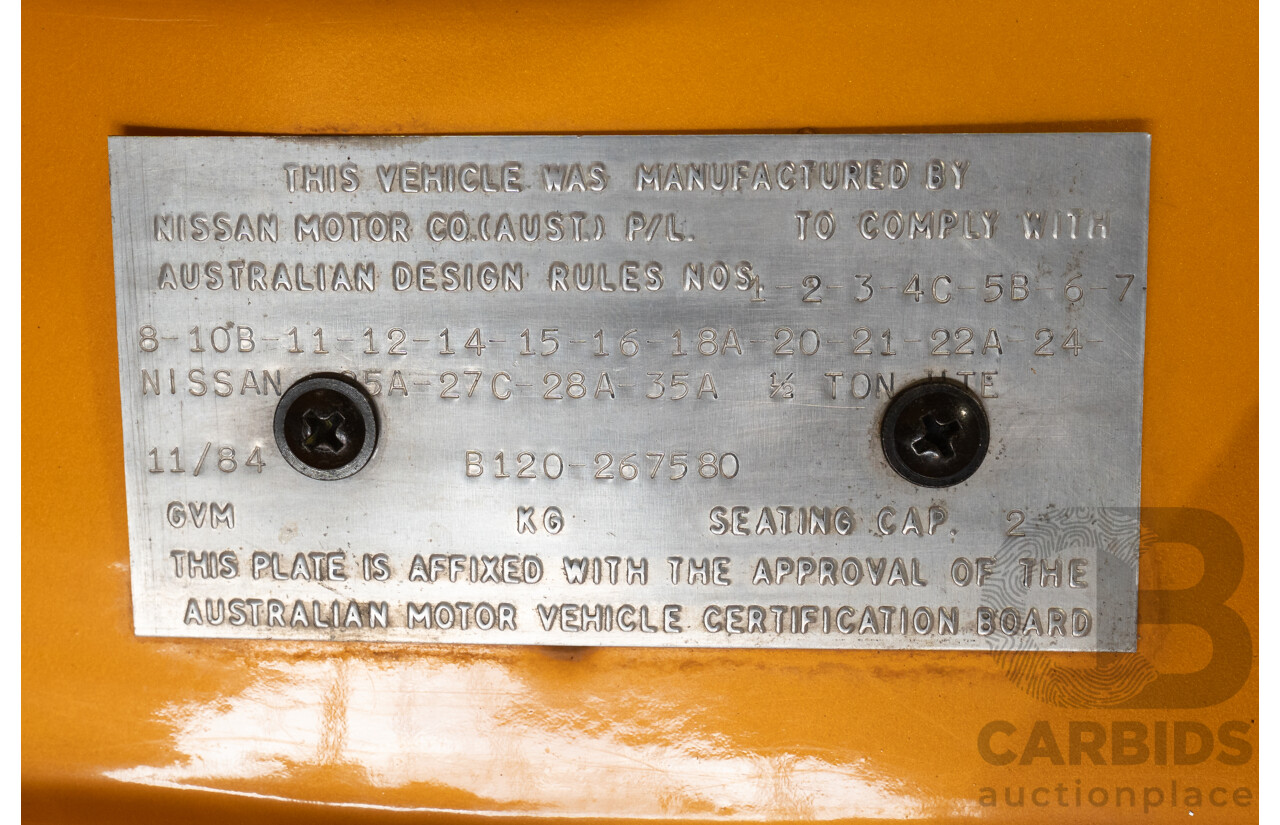 THIS VEHICLE WAS MANUFACTURED BY
NISSAN MOTOR CO.(AUST.) P/L. TO COMPLY WITH
AUSTRALIAN DESIGN RULES NOS. 1-2-3-4C-5B-6-7
8-10B-11-12-14-15-16-18A-20-21-22A-24-
NISSAN 25A-27C-28A-35A ½ TON UTE
11/84 B120-267580
GVM KG SEATING CAP. 2
THIS PLATE IS AFFIXED WITH THE APPROVAL OF THE
AUSTRALIAN MOTOR VEHICLE CERTIFICATION BOARD
CB
CARBIDS
auctionplace